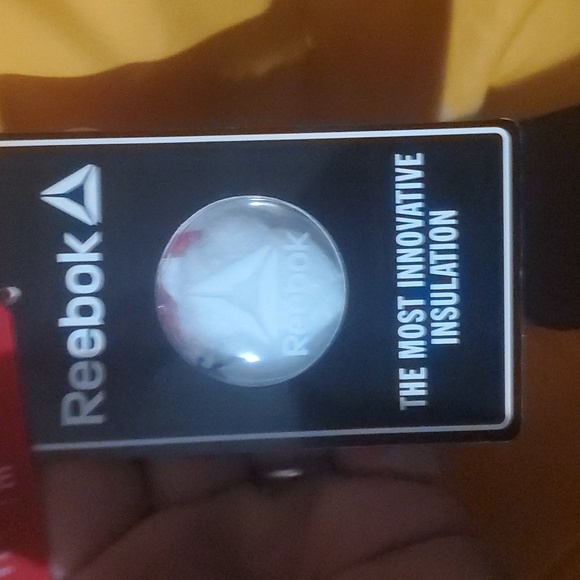 Reebok
Reebok
THE MOST INNOVATIVE
INSULATION